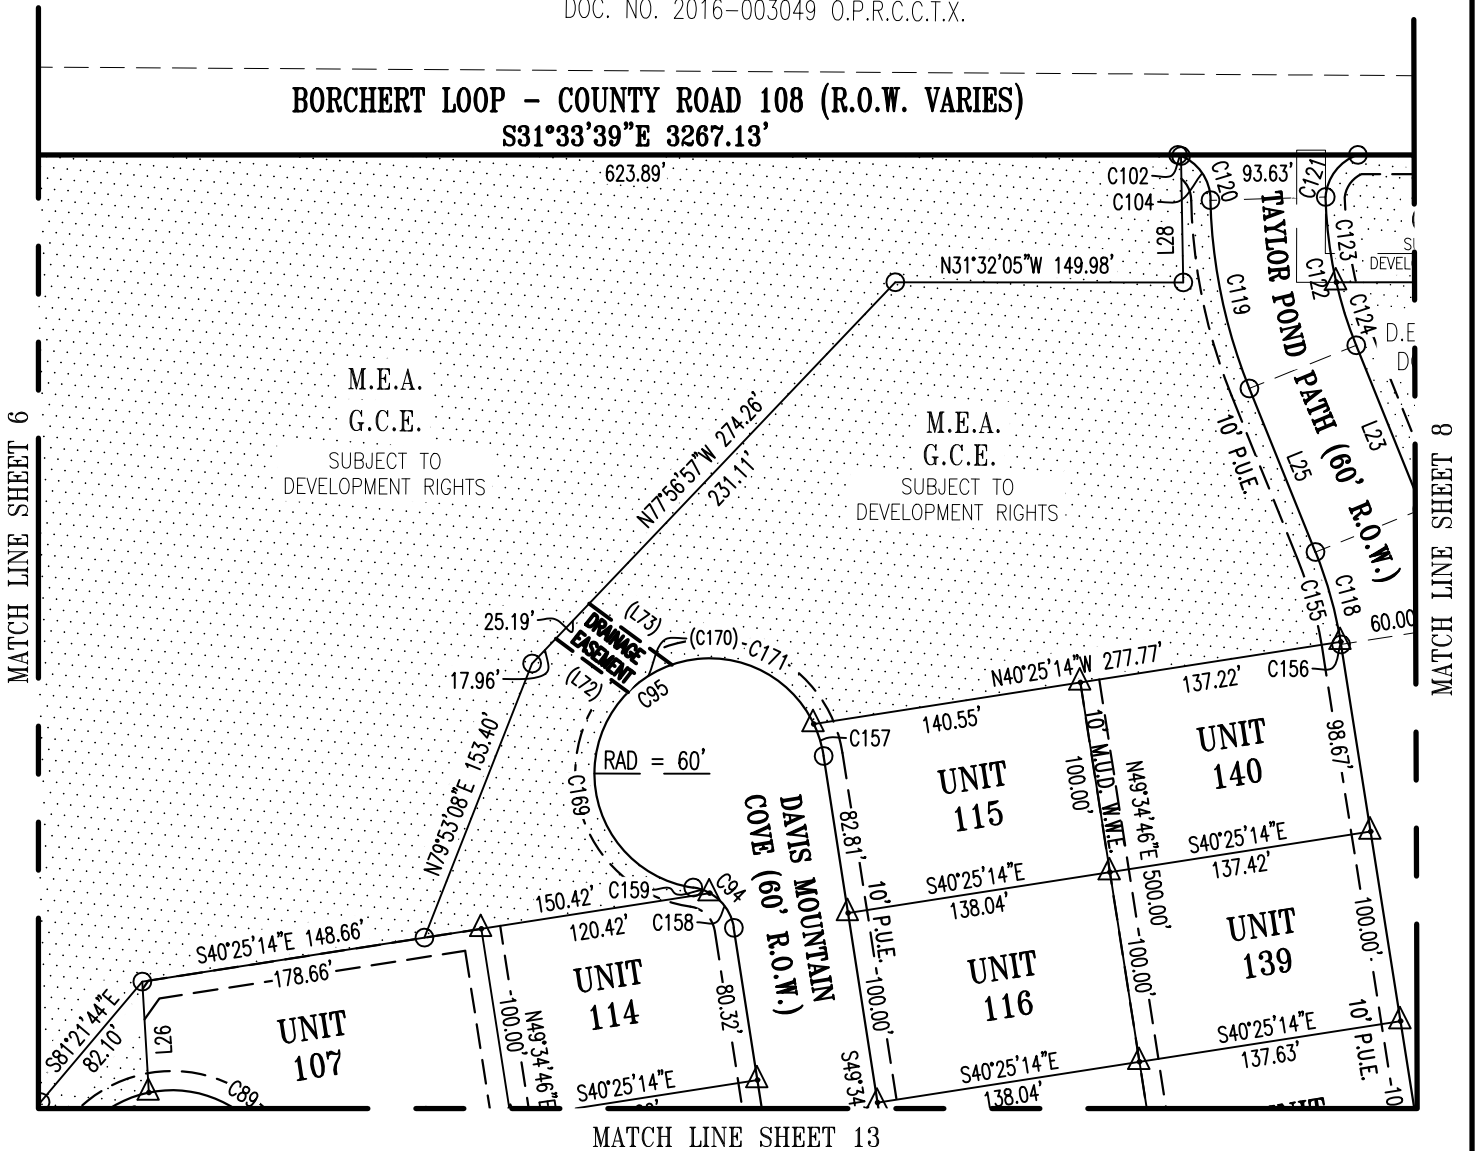 DOC. NO. 2016-003049 O.P.R.C.C.T.X.
BORCHERT LOOP - COUNTY ROAD 108 (R.O.W. VARIES)
S31°33'39"E 3267.13'
623.89'
C102
C104
C120
93.63'
C121
L28
C123
C122
C119
C124
N31°32'05"W 149.98'
TAYLOR POND PATH (60' R.O.W.)
D.E
M.E.A.
G.C.E.
SUBJECT TO
DEVELOPMENT RIGHTS
M.E.A.
G.C.E.
SUBJECT TO
DEVELOPMENT RIGHTS
N77°56'57"W 274.26'
231.11'
10' P.U.E.
L25
L23
MATCH LINE SHEET 6
MATCH LINE SHEET 8
C155
C118
60.00
C156
25.19'
17.96'
(L73)
DRAINAGE
EASEMENT
(L72)
(C170)
C171
C95
N40°25'14"W 277.77'
137.22'
140.55'
C157
RAD = 60'
C169
N79°53'08"E 153.40'
UNIT
115
UNIT
140
98.67'
10' M.U.D. W.W.E.
100.00'
N49°34'46"E 500.00'
82.81'
DAVIS MOUNTAIN
COVE (60' R.O.W.)
S40°25'14"E
137.42'
S40°25'14"E
138.04'
10' P.U.E
C159
C94
C158
150.42'
120.42'
S40°25'14"E 148.66'
178.66'
UNIT
114
UNIT
116
UNIT
139
100.00'
100.00'
100.00'
80.32'
S81°21'44"E
82.10'
L26
UNIT
107
C89
100.00'
N49°34'46"E
S40°25'14"E
S49°34
S40°25'14"E
138.04'
S40°25'14"E
137.63'
10' P.U.E.
10
UNIT
MATCH LINE SHEET 13